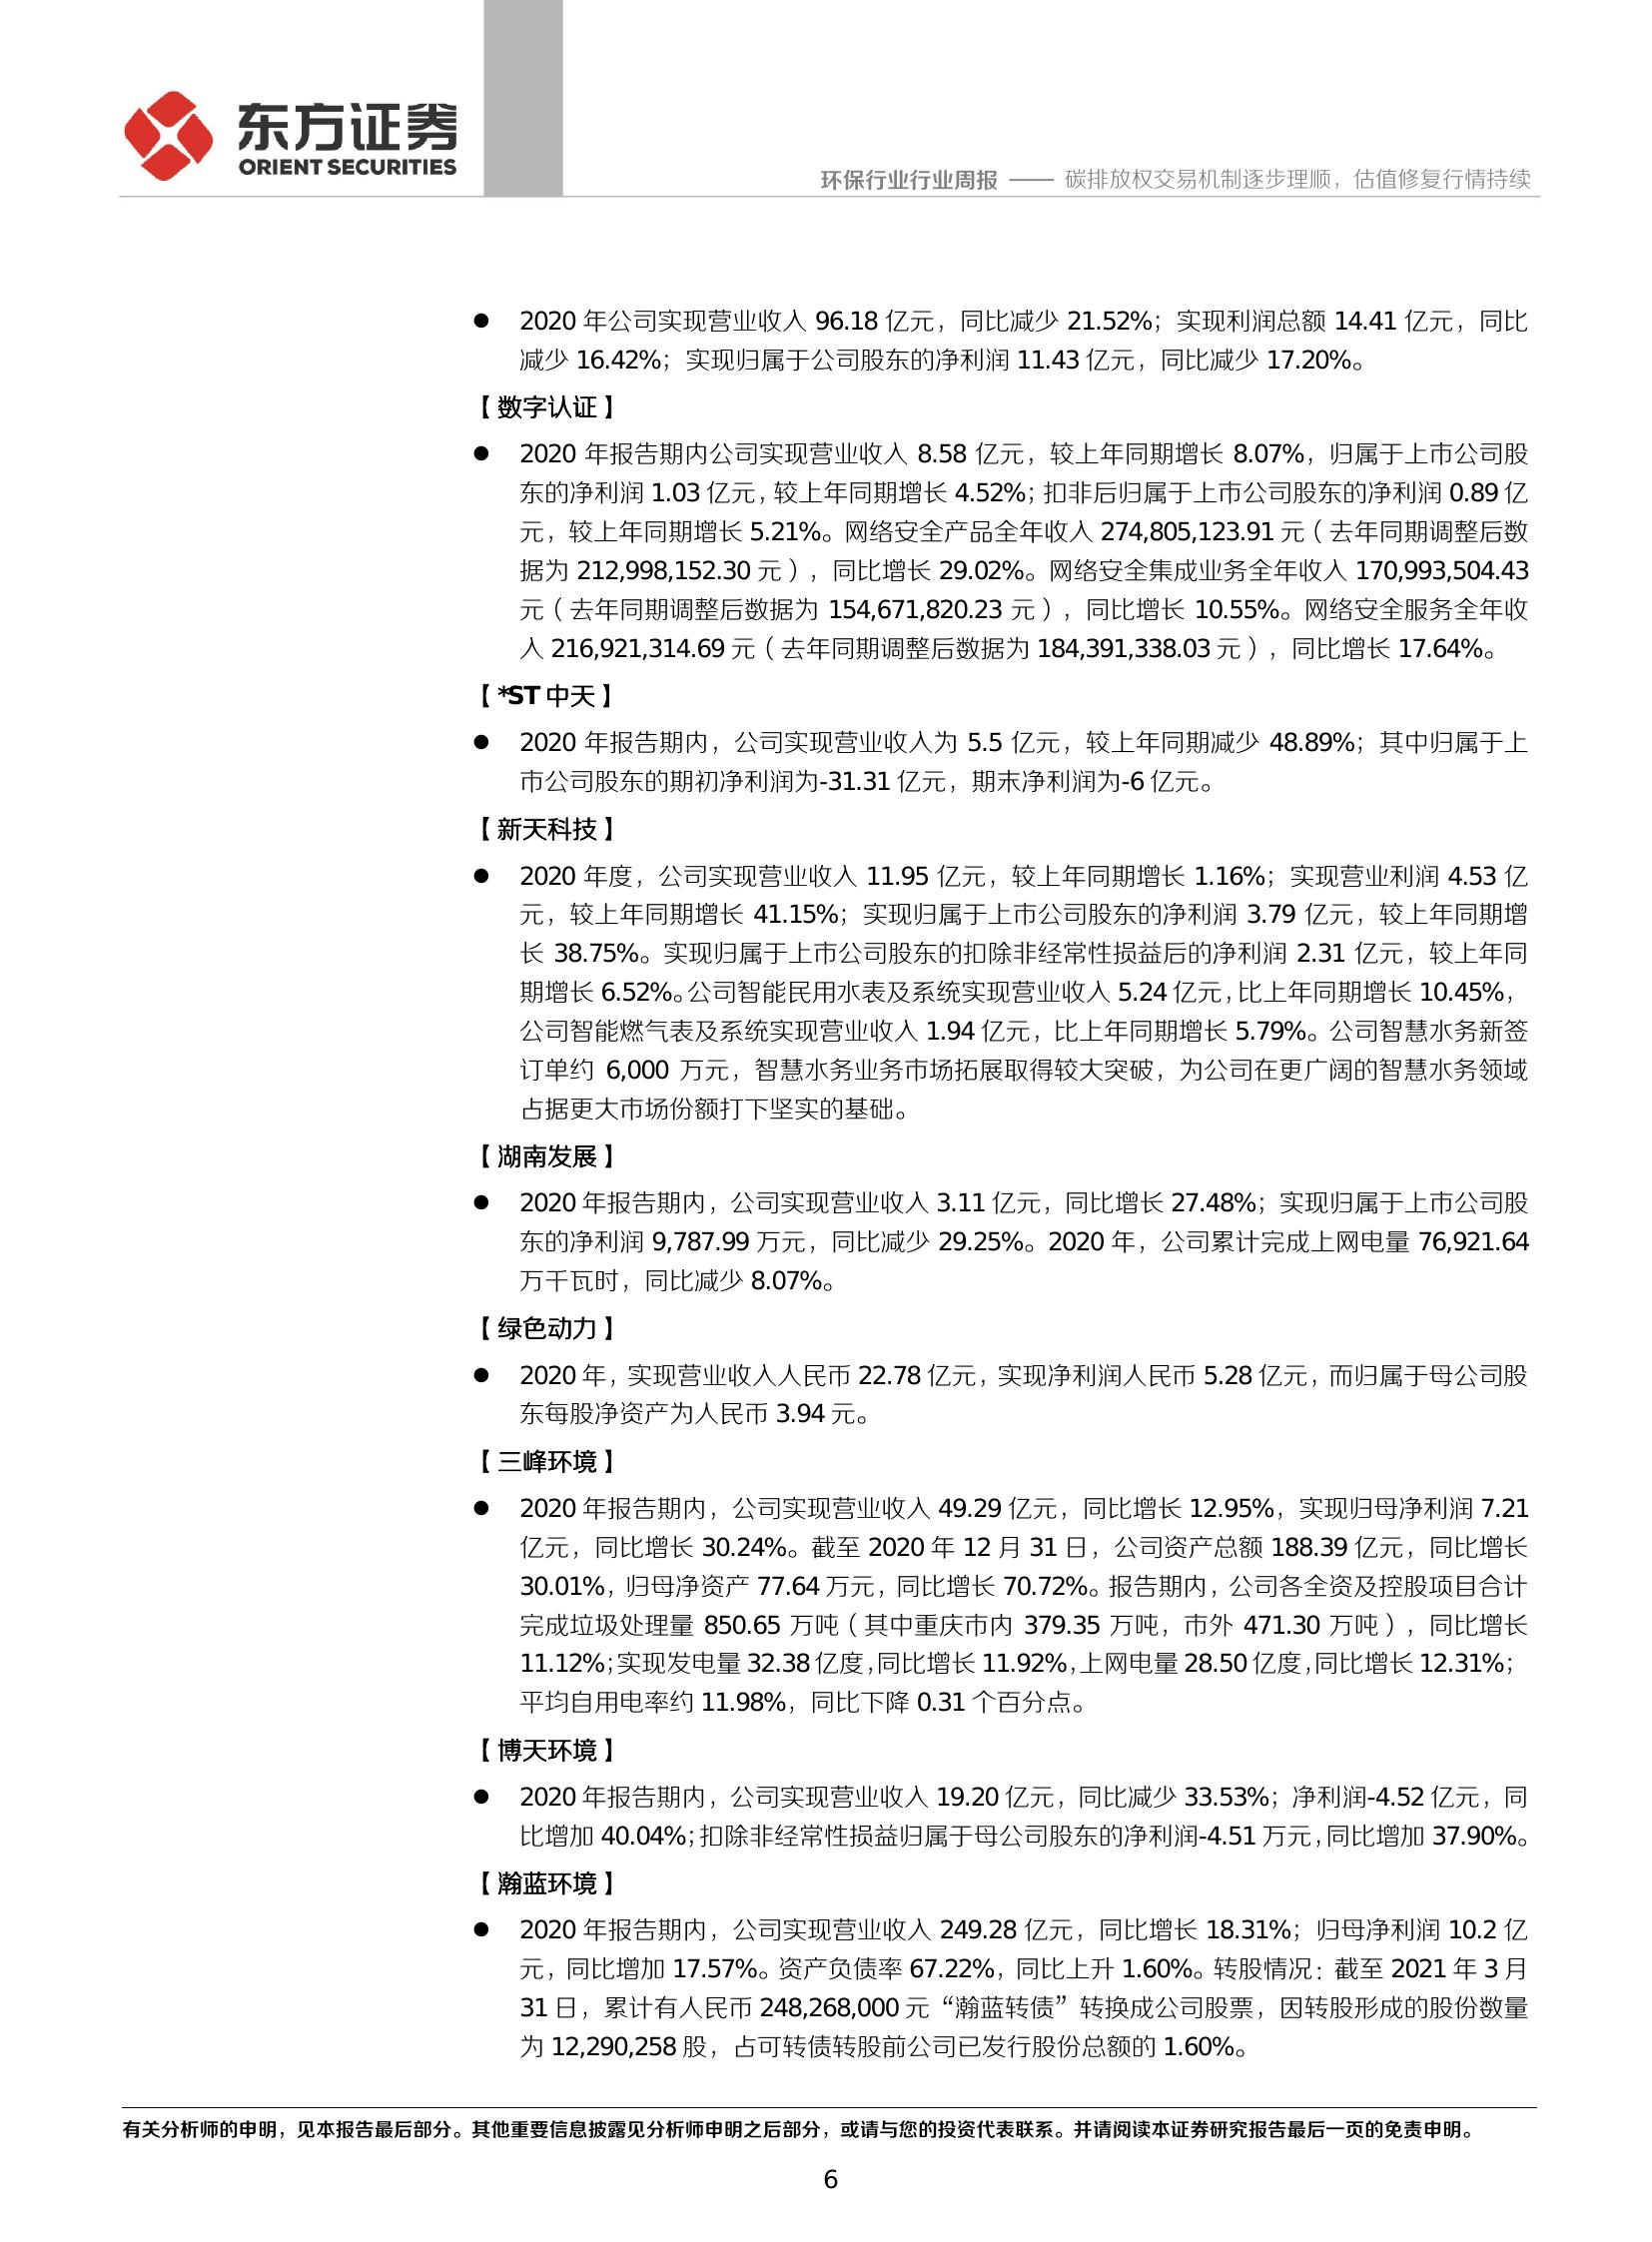 东方证券
ORIENT SECURITIES
环保行业行业周报 —— 碳排放权交易机制逐步理顺，估值修复行情持续
● 2020 年公司实现营业收入 96.18 亿元，同比减少 21.52%；实现利润总额 14.41 亿元，同比
减少 16.42%；实现归属于公司股东的净利润 11.43 亿元，同比减少 17.20%。
【数字认证】
● 2020 年报告期内公司实现营业收入 8.58 亿元，较上年同期增长 8.07%，归属于上市公司股
东的净利润 1.03 亿元，较上年同期增长 4.52%；扣非后归属于上市公司股东的净利润 0.89 亿
元，较上年同期增长 5.21%。网络安全产品全年收入 274,805,123.91 元（去年同期调整后数
据为 212,998,152.30 元），同比增长 29.02%。网络安全集成业务全年收入 170,993,504.43
元（去年同期调整后数据为 154,671,820.23 元），同比增长 10.55%。网络安全服务全年收
入 216,921,314.69 元（去年同期调整后数据为 184,391,338.03 元），同比增长 17.64%。
【*ST 中天】
● 2020 年报告期内，公司实现营业收入为 5.5 亿元，较上年同期减少 48.89%；其中归属于上
市公司股东的期初净利润为-31.31 亿元，期末净利润为-6 亿元。
【新天科技】
● 2020 年度，公司实现营业收入 11.95 亿元，较上年同期增长 1.16%；实现营业利润 4.53 亿
元，较上年同期增长 41.15%；实现归属于上市公司股东的净利润 3.79 亿元，较上年同期增
长 38.75%。实现归属于上市公司股东的扣除非经常性损益后的净利润 2.31 亿元，较上年同
期增长 6.52%。公司智能民用水表及系统实现营业收入 5.24 亿元，比上年同期增长 10.45%，
公司智能燃气表及系统实现营业收入 1.94 亿元，比上年同期增长 5.79%。公司智慧水务新签
订单约 6,000 万元，智慧水务业务市场拓展取得较大突破，为公司在更广阔的智慧水务领域
占据更大市场份额打下坚实的基础。
【湖南发展】
● 2020 年报告期内，公司实现营业收入 3.11 亿元，同比增长 27.48%；实现归属于上市公司股
东的净利润 9,787.99 万元，同比减少 29.25%。2020 年，公司累计完成上网电量 76,921.64
万千瓦时，同比减少 8.07%。
【绿色动力】
● 2020 年，实现营业收入人民币 22.78 亿元，实现净利润人民币 5.28 亿元，而归属于母公司股
东每股净资产为人民币 3.94 元。
【三峰环境】
● 2020 年报告期内，公司实现营业收入 49.29 亿元，同比增长 12.95%，实现归母净利润 7.21
亿元，同比增长 30.24%。截至 2020 年 12 月 31 日，公司资产总额 188.39 亿元，同比增长
30.01%，归母净资产 77.64 万元，同比增长 70.72%。报告期内，公司各全资及控股项目合计
完成垃圾处理量 850.65 万吨（其中重庆市内 379.35 万吨，市外 471.30 万吨），同比增长
11.12%；实现发电量 32.38 亿度，同比增长 11.92%，上网电量 28.50 亿度，同比增长 12.31%；
平均自用电率约 11.98%，同比下降 0.31 个百分点。
【博天环境】
● 2020 年报告期内，公司实现营业收入 19.20 亿元，同比减少 33.53%；净利润-4.52 亿元，同
比增加 40.04%；扣除非经常性损益归属于母公司股东的净利润-4.51 万元，同比增加 37.90%。
【瀚蓝环境】
● 2020 年报告期内，公司实现营业收入 249.28 亿元，同比增长 18.31%；归母净利润 10.2 亿
元，同比增加 17.57%。资产负债率 67.22%，同比上升 1.60%。转股情况：截至 2021 年 3 月
31 日，累计有人民币 248,268,000 元“瀚蓝转债”转换成公司股票，因转股形成的股份数量
为 12,290,258 股，占可转债转股前公司已发行股份总额的 1.60%。
有关分析师的申明，见本报告最后部分。其他重要信息披露见分析师申明之后部分，或请与您的投资代表联系。并请阅读本证券研究报告最后一页的免责申明。
6